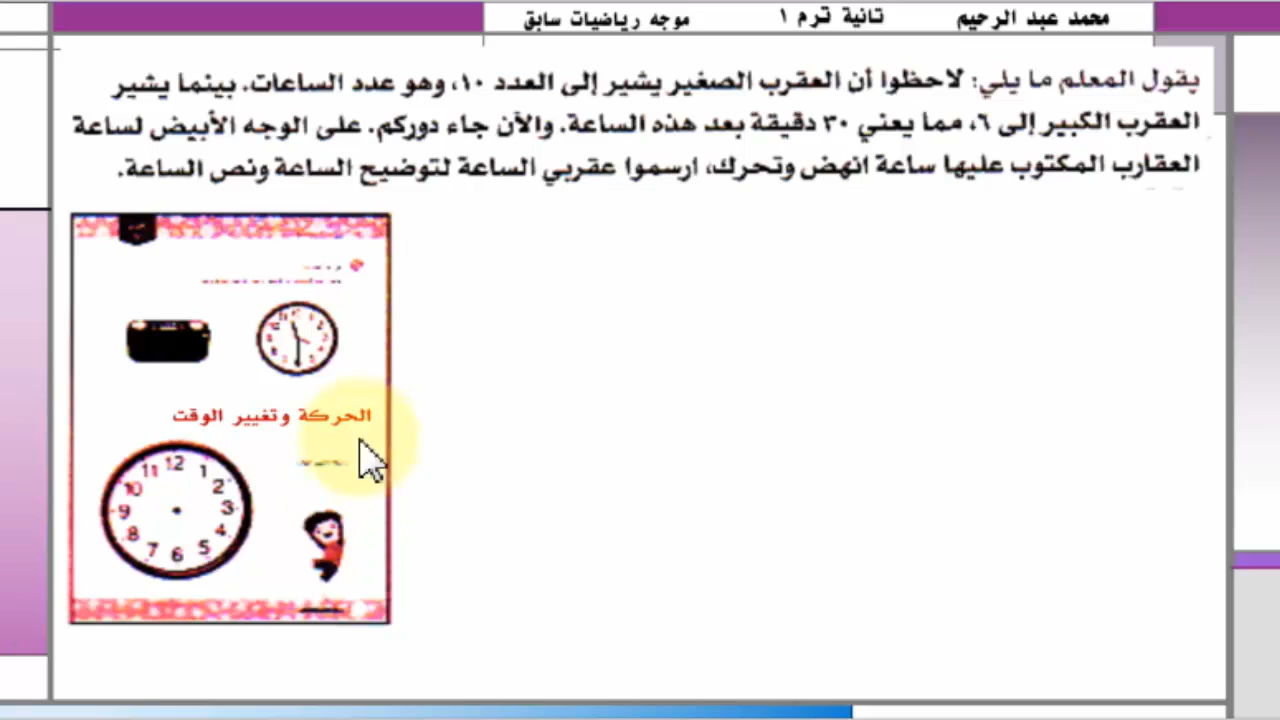 محمد عبد الرحيم
تانية ترم ١
موجه رياضيات سابق
يقول المعلم ما يلي: لاحظوا أن العقرب الصغير يشير إلى العدد ١٠، وهو عدد الساعات. بينما يشير
العقرب الكبير إلى ٦، مما يعني ٣٠ دقيقة بعد هذه الساعة. والآن جاء دوركم. على الوجه الأبيض لساعة
العقارب المكتوب عليها ساعة انهض وتحرك، ارسموا عقربي الساعة لتوضيح الساعة ونص الساعة.
الحركة وتغيير الوقت
12
11 1
10 2
9 3
8 4
7 5
6